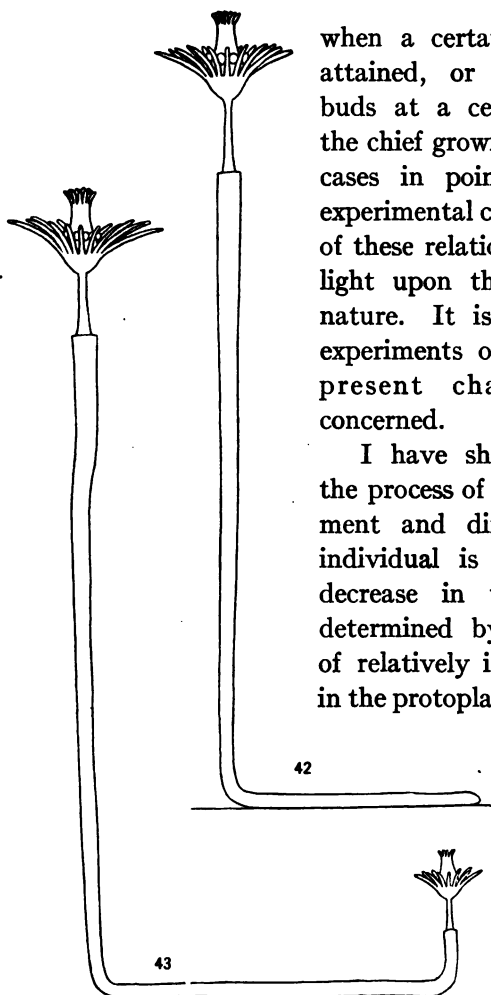 when a certa
attained, or
buds at a ce
the chief grow
cases in poin
experimental c
of these relatio
light upon th
nature. It is
experiments o
present cha
concerned.
I have sh
the process of
ment and di
individual is
decrease in
determined by
of relatively i
in the protopla
42
43